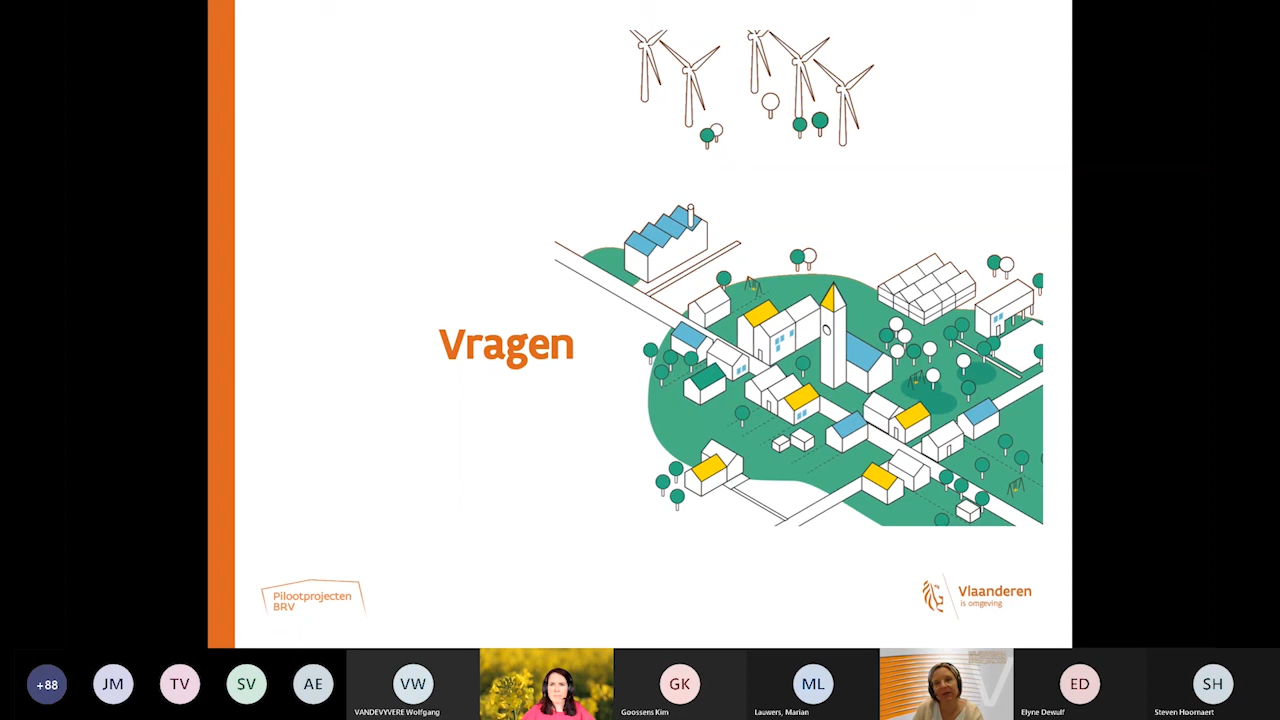 Vragen
Pilootprojecten
BRV
Vlaanderen
is omgeving
+88
JM
TV
SV
AE
VW
GK
ML
ED
SH
VANDEVYVERE Wolfgang
Goossens Kim
Lauwers, Marian
Elyne Dewulf
Steven Hoornaert